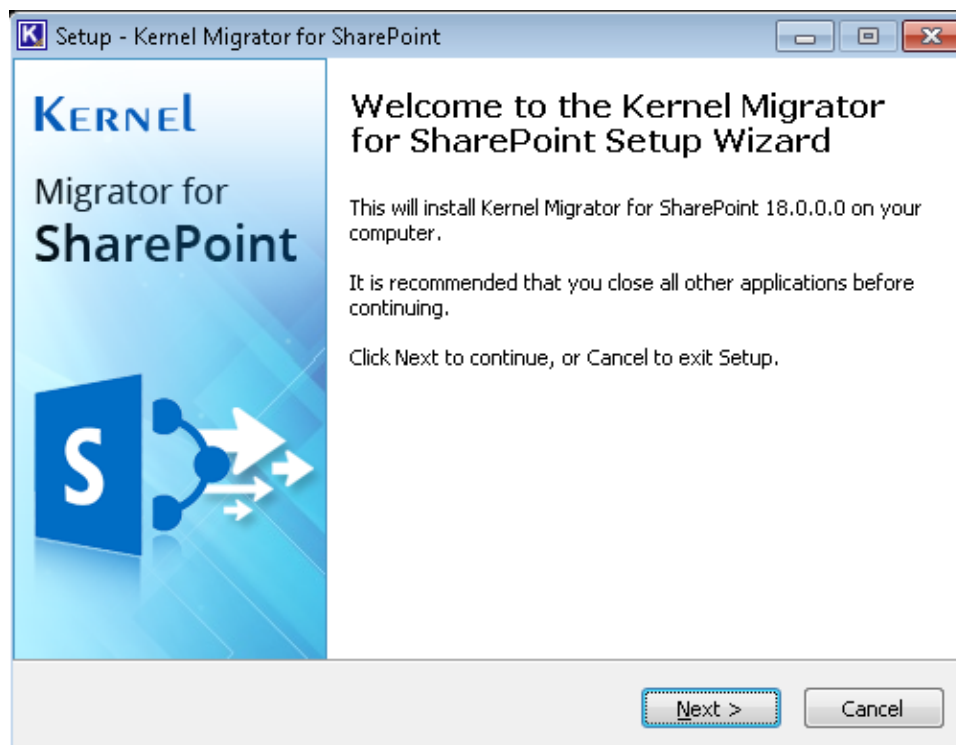 Setup - Kernel Migrator for SharePoint
KERNEl
Migrator for
SharePoint
S
Welcome to the Kernel Migrator
for SharePoint Setup Wizard
This will install Kernel Migrator for SharePoint 18.0.0.0 on your
computer.
It is recommended that you close all other applications before
continuing.
Click Next to continue, or Cancel to exit Setup.
Next >
Cancel